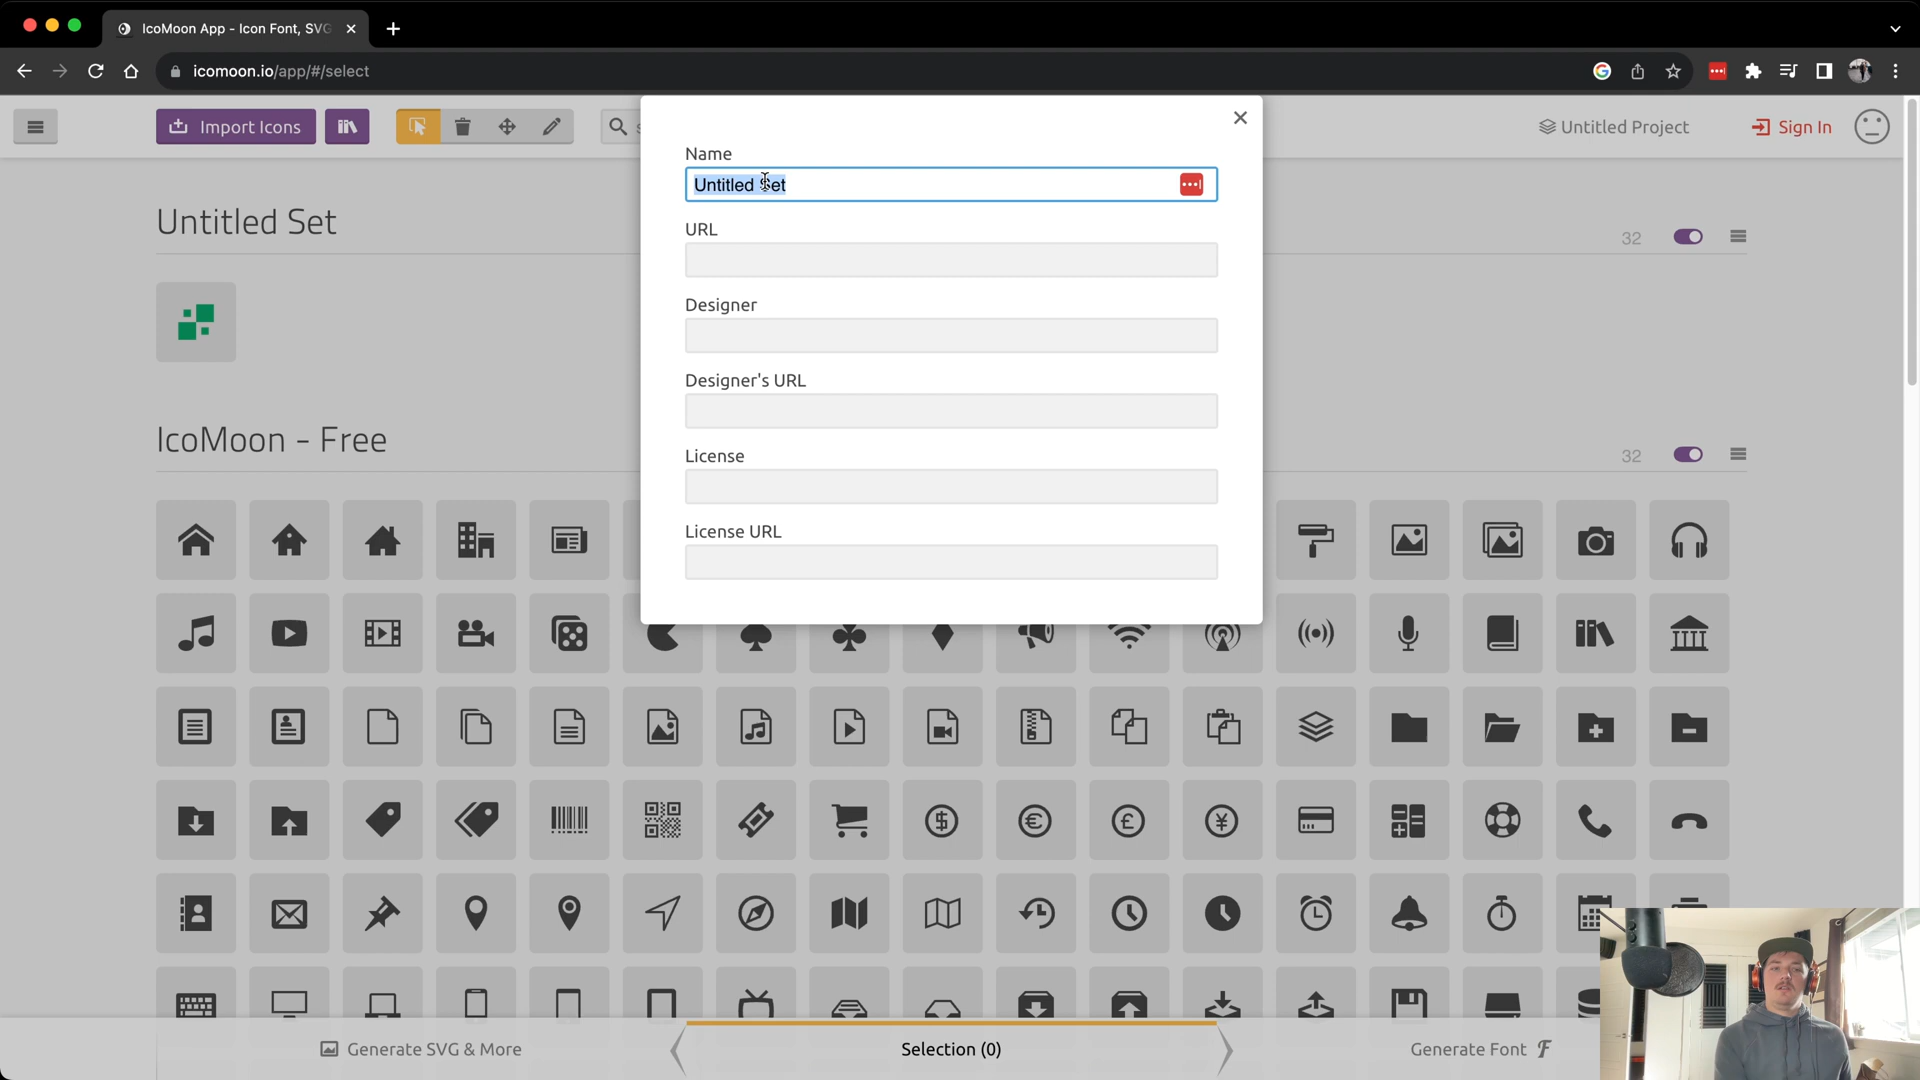 IcoMoon App - Icon Font, SVG
icomoon.io/app/#/select
Import Icons
Untitled Project
Sign In
Name
Untitled Set
URL
Designer
Designer's URL
License
License URL
Untitled Set
32
IcoMoon - Free
32
Generate SVG & More
Selection (0)
Generate Font